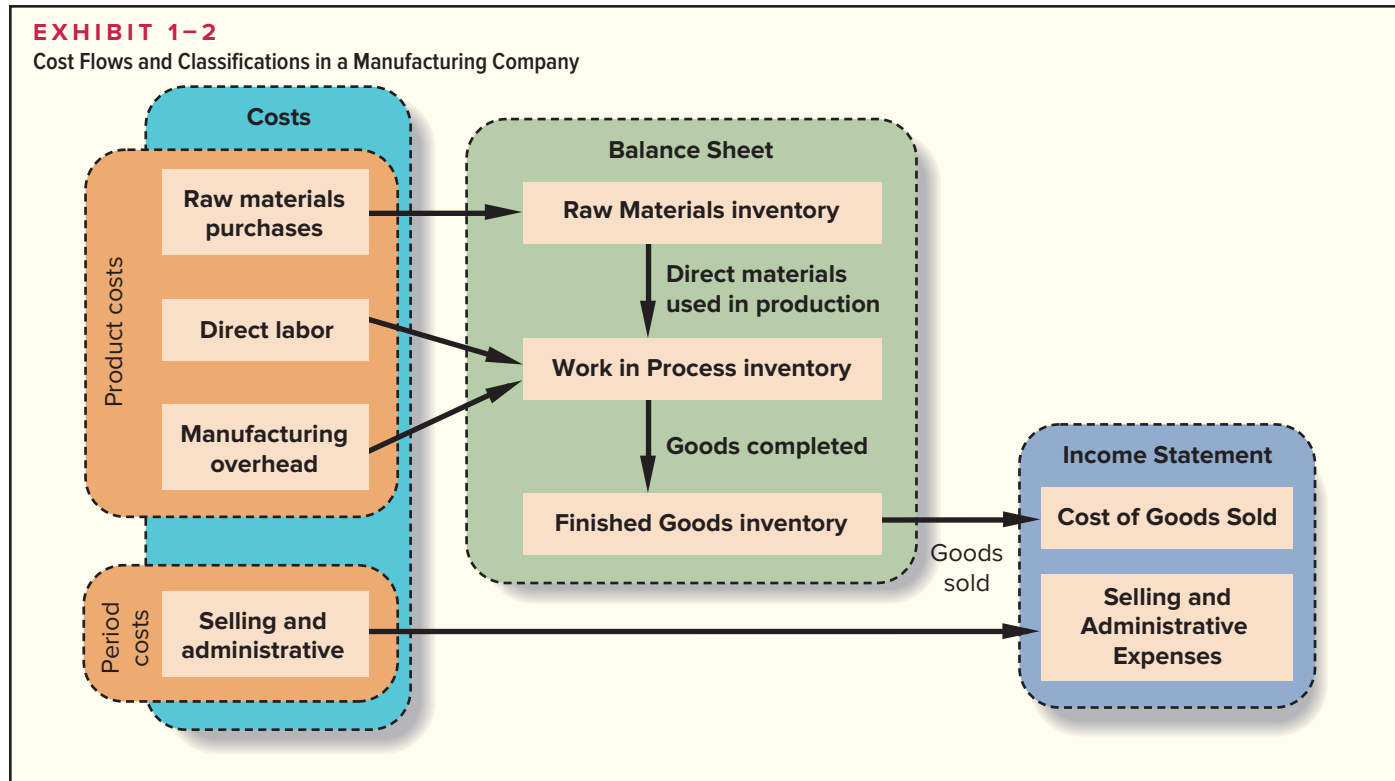 EXHIBIT 1–2
Cost Flows and Classifications in a Manufacturing Company
Costs
Product costs
Raw materials
purchases
Direct labor
Manufacturing
overhead
Period
costs
Selling and
administrative
Balance Sheet
Raw Materials inventory
Direct materials
used in production
Work in Process inventory
Goods completed
Finished Goods inventory
Goods
sold
Income Statement
Cost of Goods Sold
Selling and
Administrative
Expenses